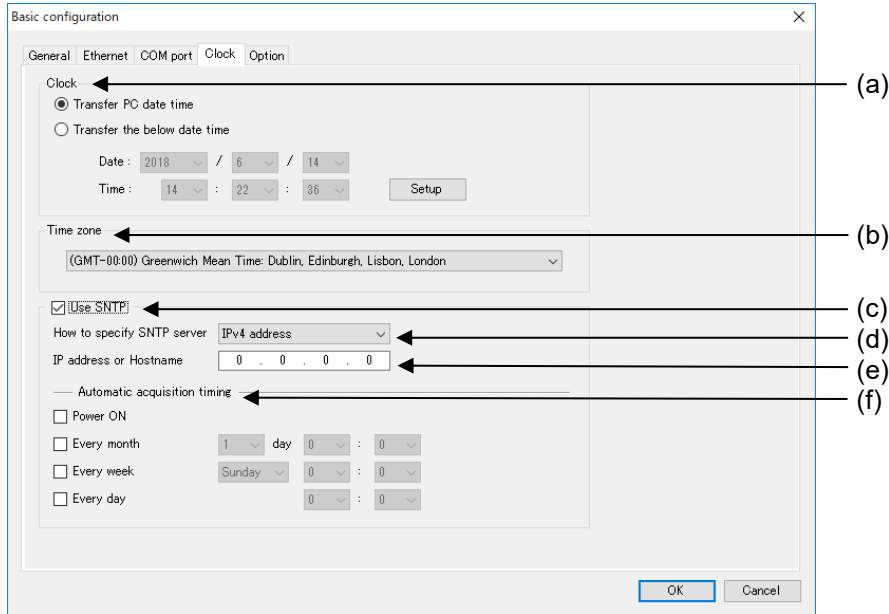 Basic configuration
General Ethernet COM port Clock Option
Clock (a)
Transfer PC date time
Transfer the below date time
Date : 2018 / 6 / 14
Time : 14 : 22 : 36 Setup
Time zone (b)
(GMT-00:00) Greenwich Mean Time: Dublin, Edinburgh, Lisbon, London
Use SNTP (c)
How to specify SNTP server IPv4 address (d)
IP address or Hostname 0 . 0 . 0 . 0 (e)
Automatic acquisition timing (f)
Power ON
Every month 1 day 0 : 0
Every week Sunday 0 : 0
Every day 0 : 0
OK Cancel